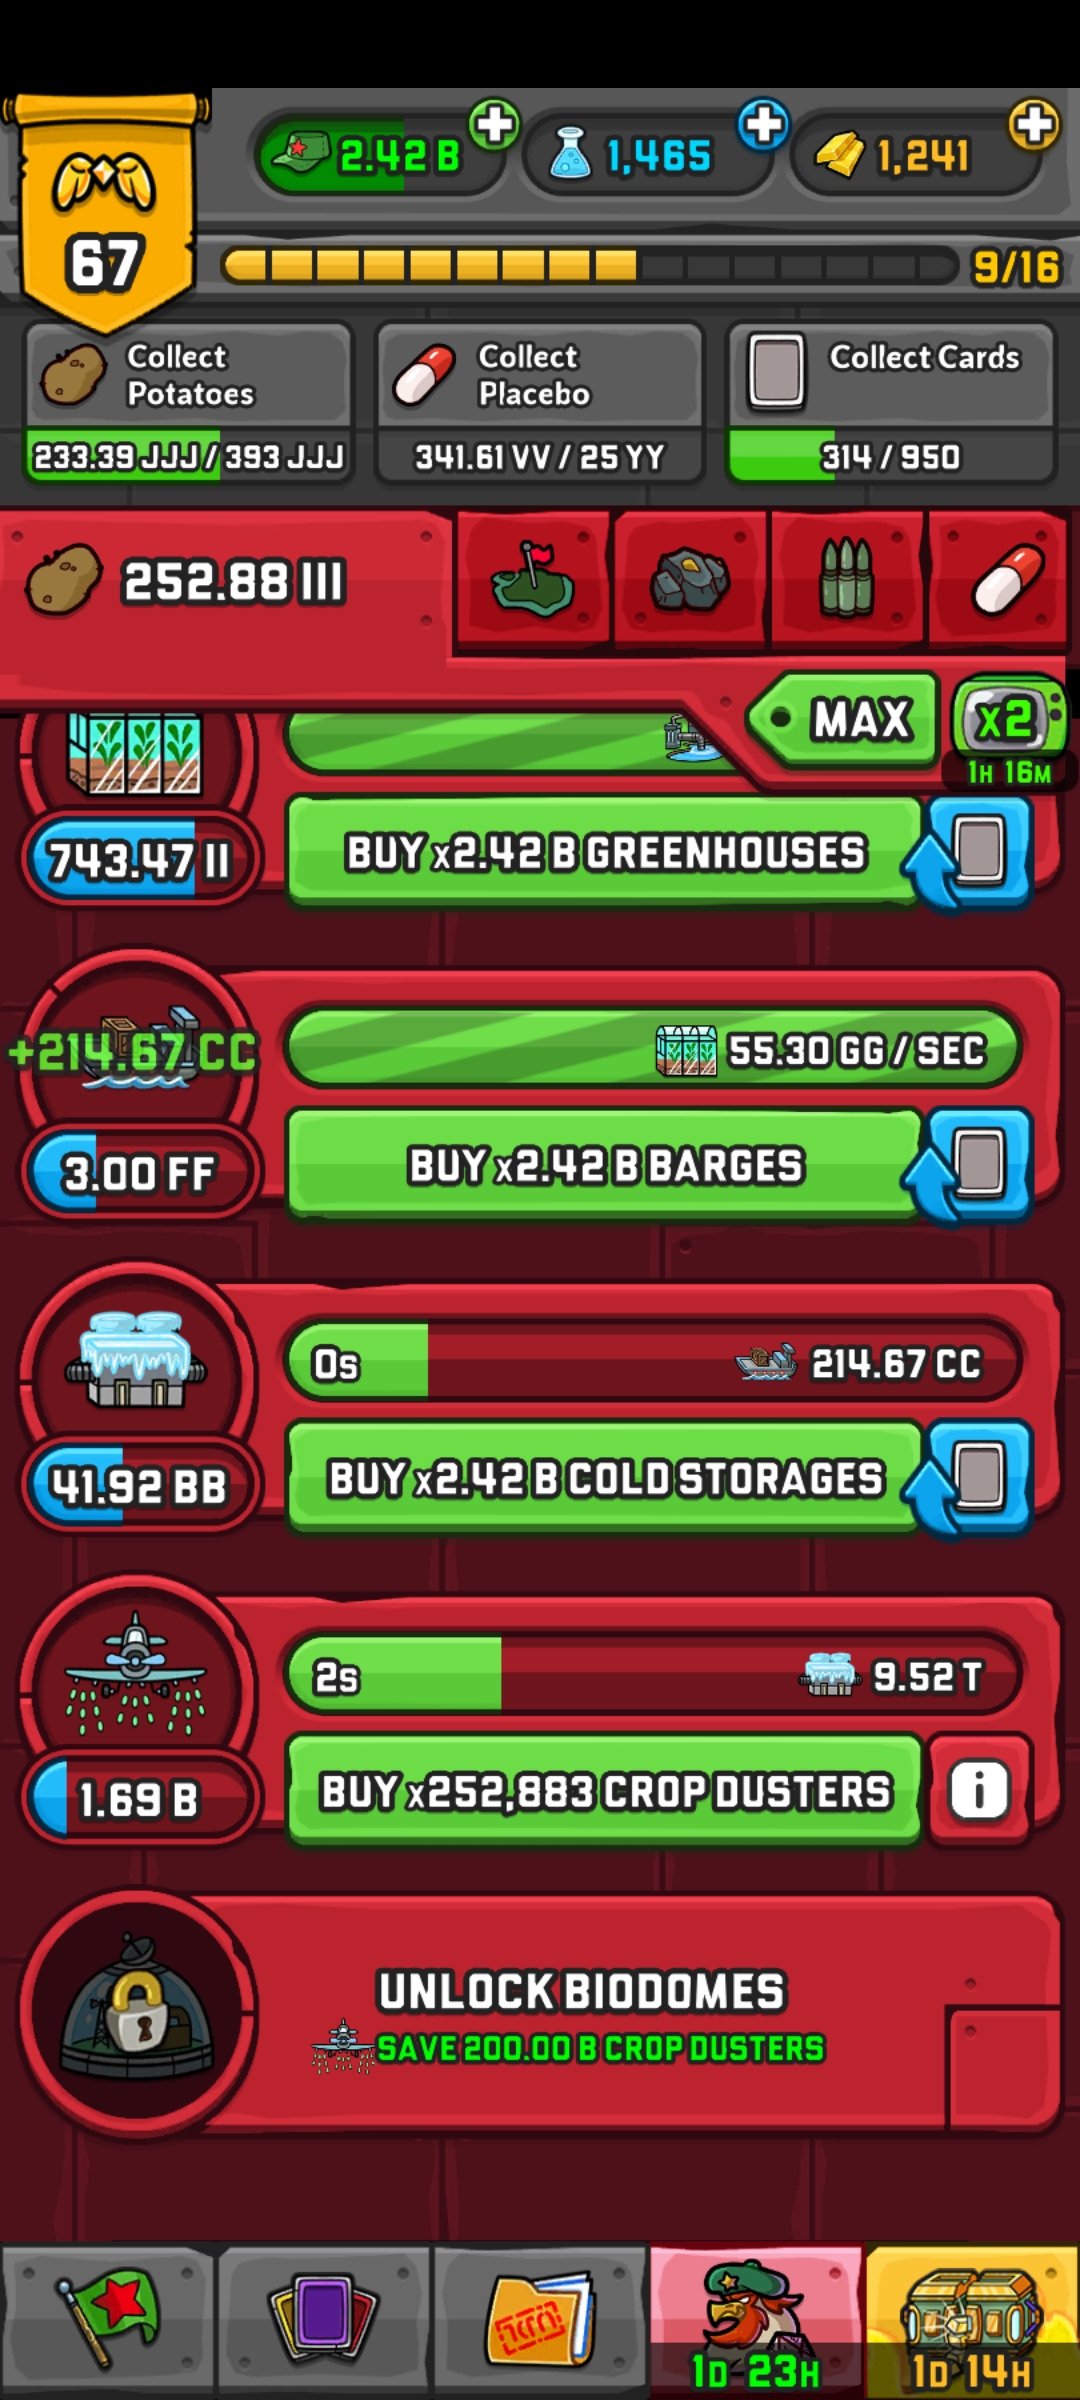 67
2.42 B
1,465
1,241
9/16
Collect
Potatoes
233.39 JJJ / 393 JJJ
Collect
Placebo
341.61 VV / 25 YY
Collect Cards
314 / 950
252.88 III
MAX
x2
1H 16M
743.47 II
BUY x2.42 B GREENHOUSES
+214.67 CC
55.30 GG / SEC
3.00 FF
BUY x2.42 B BARGES
0s
214.67 CC
41.92 BB
BUY x2.42 B COLD STORAGES
2s
9.52 T
1.69 B
BUY x252,883 CROP DUSTERS
i
UNLOCK BIODOMES
SAVE 200.00 B CROP DUSTERS
1D 23H
1D 14H